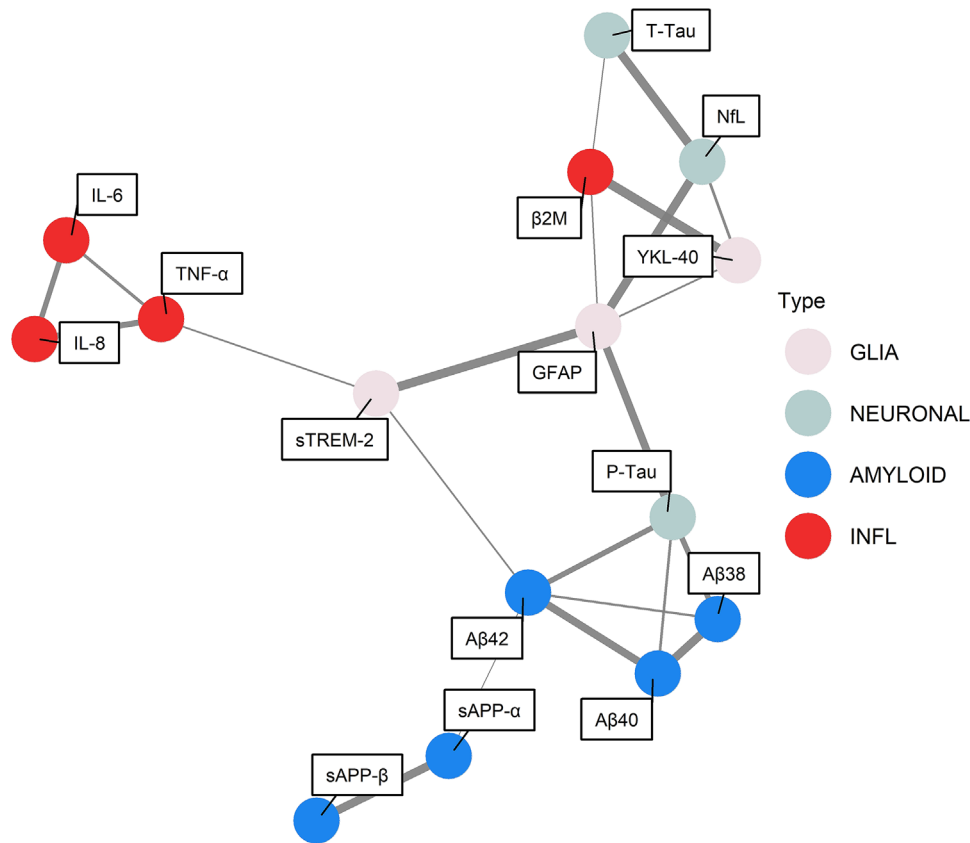 T-Tau
NfL
IL-6
β2M
TNF-α
YKL-40
Type
IL-8
GLIA
GFAP
NEURONAL
sTREM-2
P-Tau
AMYLOID
INFL
Aβ38
Aβ42
sAPP-α
Aβ40
sAPP-β